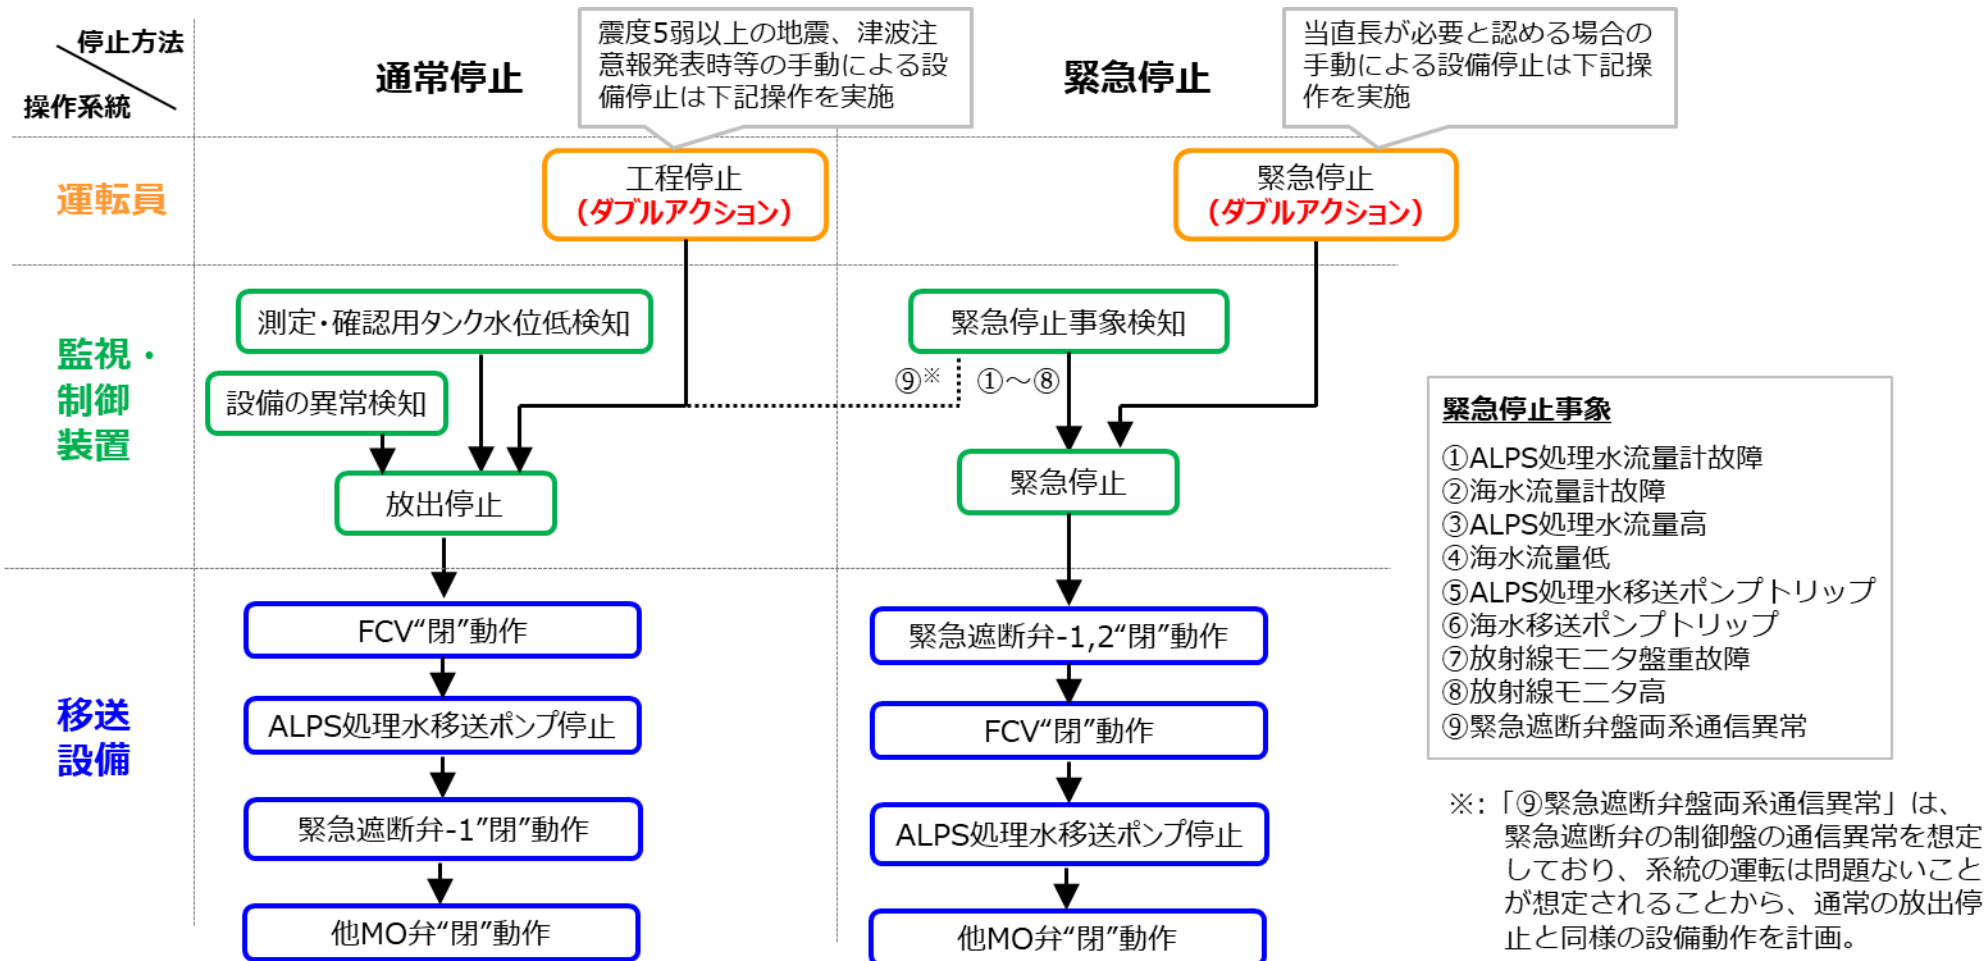 停止方法
操作系統
通常停止
震度5弱以上の地震、津波注
意報発表時等の手動による設
備停止は下記操作を実施
緊急停止
当直長が必要と認める場合の
手動による設備停止は下記操
作を実施
運転員
工程停止
（ダブルアクション）
緊急停止
（ダブルアクション）
監視・
制御
装置
測定・確認用タンク水位低検知
設備の異常検知
放出停止
緊急停止事象検知
⑨※
①～⑧
緊急停止
移送
設備
FCV“閉”動作
ALPS処理水移送ポンプ停止
緊急遮断弁-1”閉”動作
他MO弁“閉”動作
緊急遮断弁-1,2“閉”動作
FCV“閉”動作
ALPS処理水移送ポンプ停止
他MO弁“閉”動作
緊急停止事象
①ALPS処理水流量計故障
②海水流量計故障
③ALPS処理水流量高
④海水流量低
⑤ALPS処理水移送ポンプトリップ
⑥海水移送ポンプトリップ
⑦放射線モニタ盤重故障
⑧放射線モニタ高
⑨緊急遮断弁盤両系通信異常
※:「⑨緊急遮断弁盤両系通信異常」は、
緊急遮断弁の制御盤の通信異常を想定
しており、系統の運転は問題ないこと
が想定されることから、通常の放出停
止と同様の設備動作を計画。